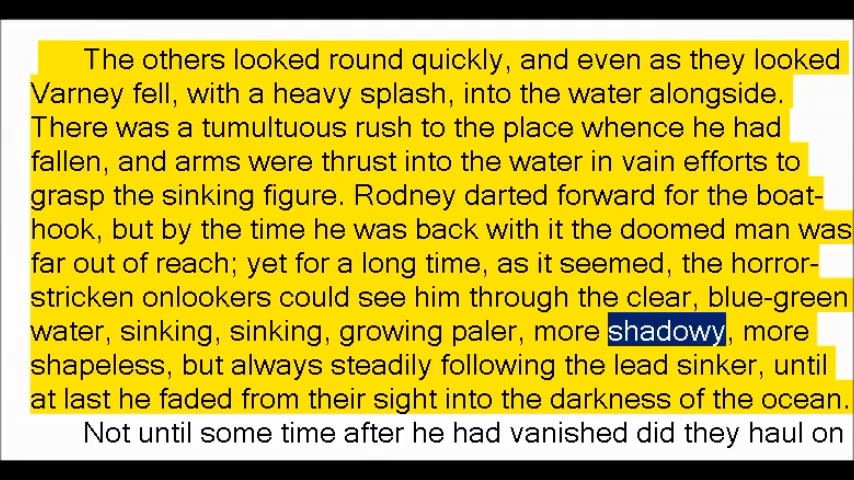 The others looked round quickly, and even as they looked
Varney fell, with a heavy splash, into the water alongside.
There was a tumultuous rush to the place whence he had
fallen, and arms were thrust into the water in vain efforts to
grasp the sinking figure. Rodney darted forward for the boat-
hook, but by the time he was back with it the doomed man was
far out of reach; yet for a long time, as it seemed, the horror-
stricken onlookers could see him through the clear, blue-green
water, sinking, sinking, growing paler, more shadowy, more
shapeless, but always steadily following the lead sinker, until
at last he faded from their sight into the darkness of the ocean.
Not until some time after he had vanished did they haul on